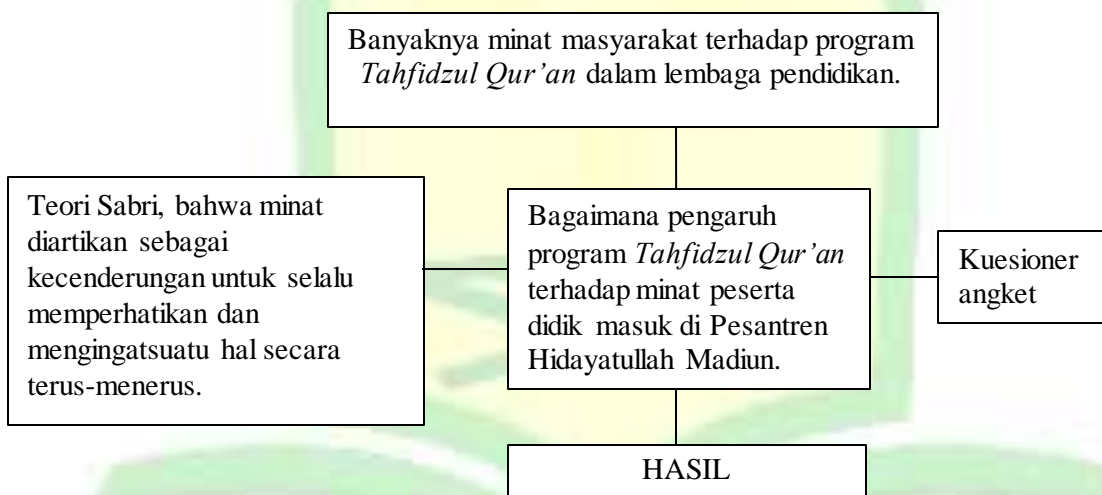 Banyaknya minat masyarakat terhadap program
Tahfidzul Qur’an dalam lembaga pendidikan.
Teori Sabri, bahwa minat
diartikan sebagai
kecenderungan untuk selalu
memperhatikan dan
mengingatsuatu hal secara
terus-menerus.
Bagaimana pengaruh
program Tahfidzul Qur’an
terhadap minat peserta
didik masuk di Pesantren
Hidayatullah Madiun.
Kuesioner
angket
HASIL